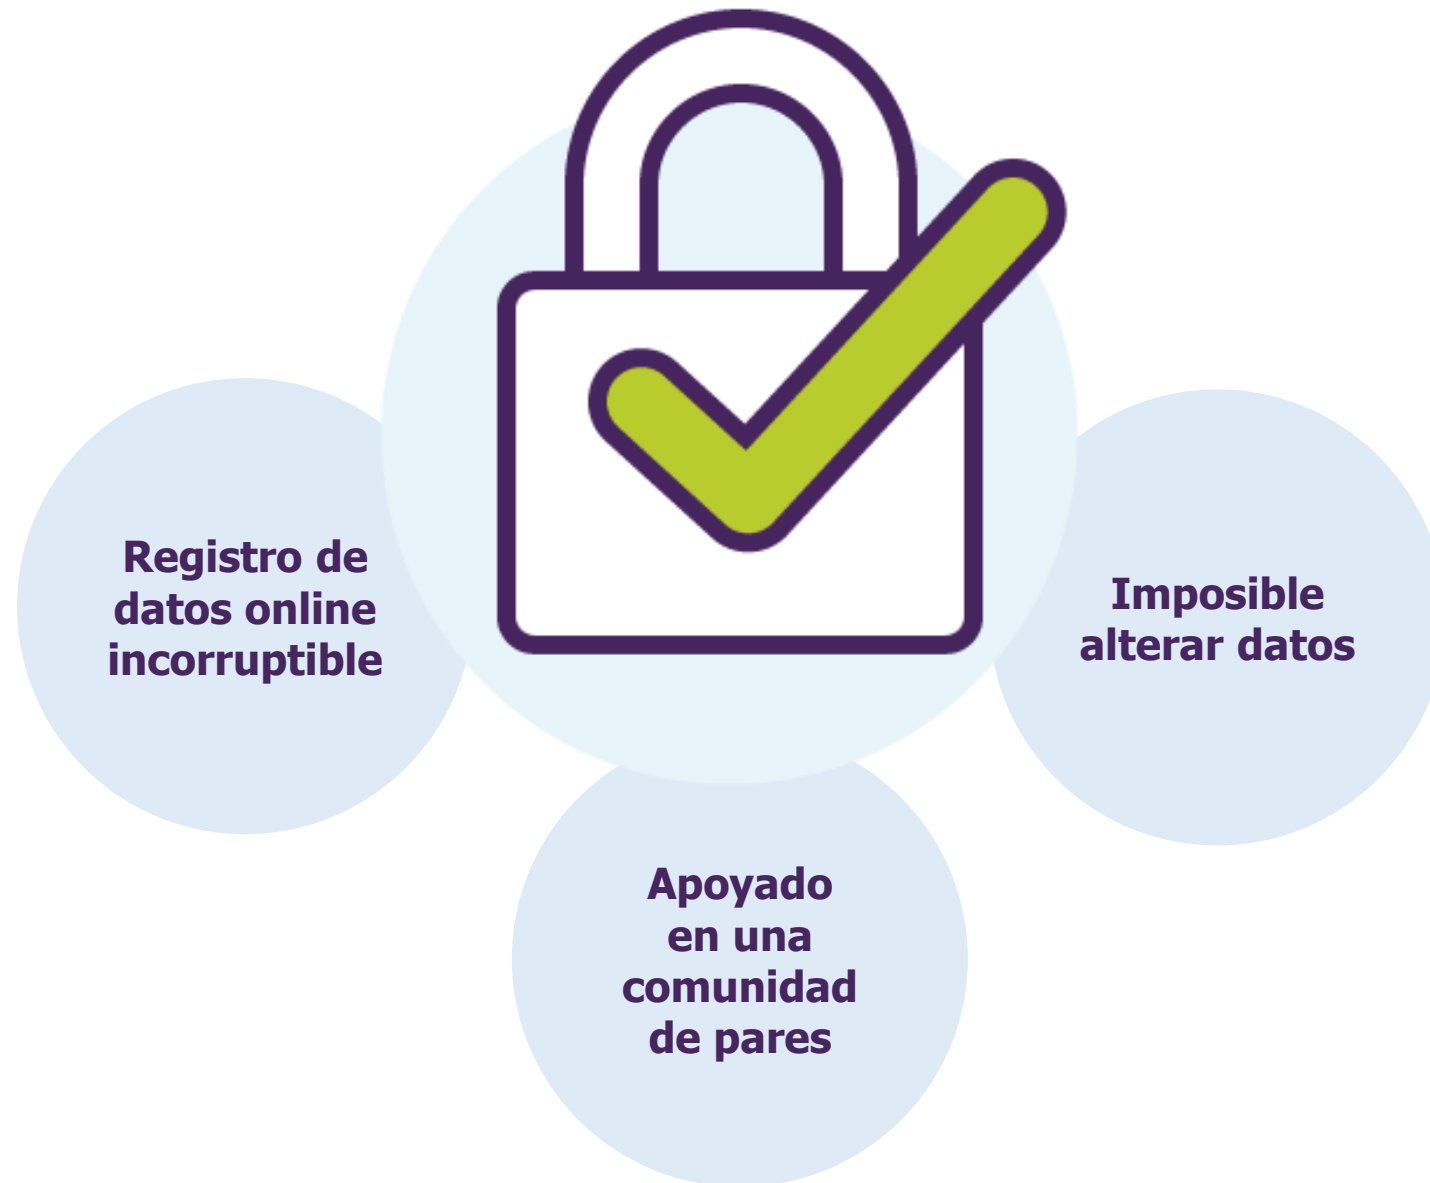 Registro de
datos online
incorruptible
Imposible
alterar datos
Apoyado
en una
comunidad
de pares